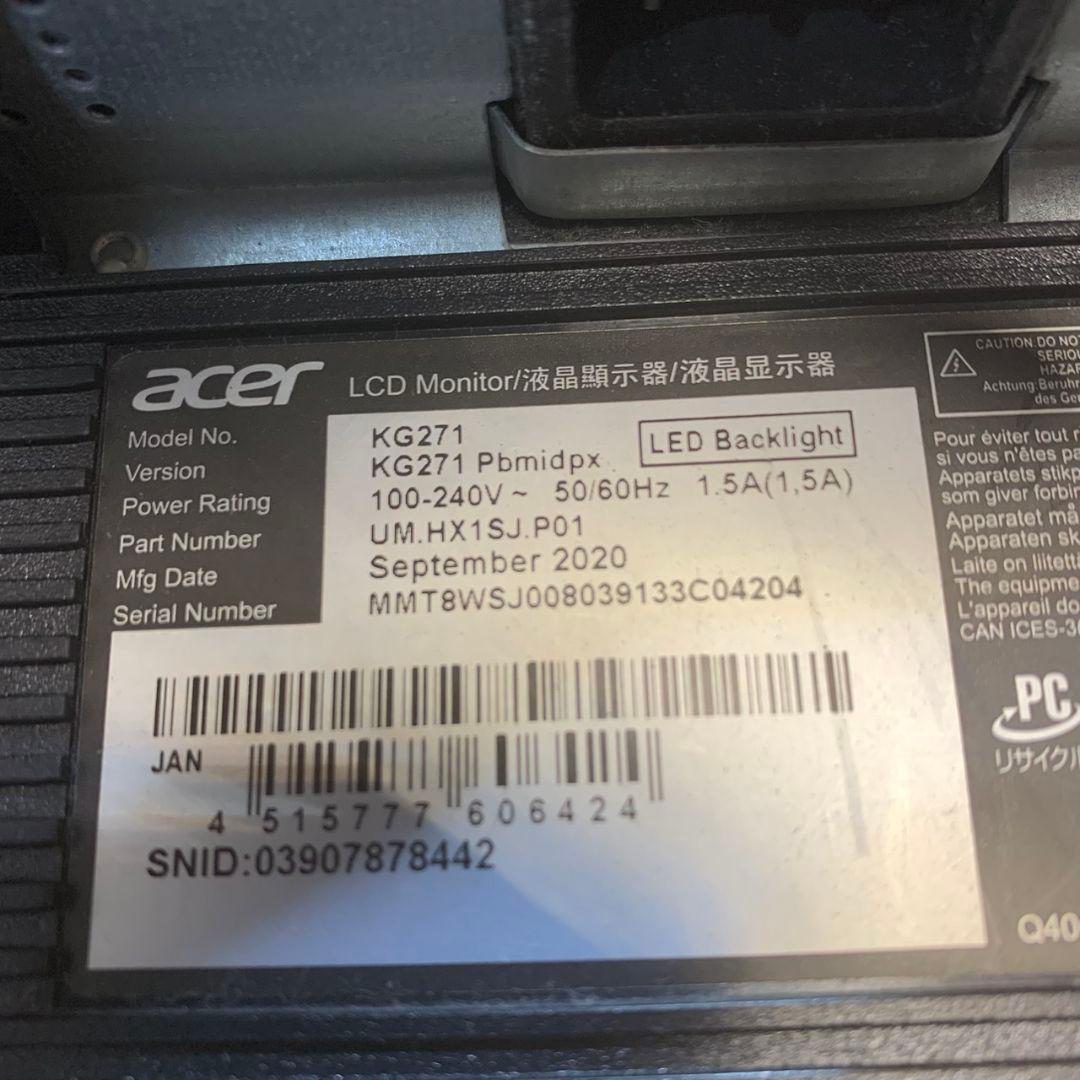 acer LCD Monitor/液晶顯示器/液晶显示器
Model No. KG271
Version KG271 Pbmidpx
LED Backlight
Power Rating 100-240V ~ 50/60Hz 1.5A(1,5A)
Part Number UM.HX1SJ.P01
Mfg Date September 2020
Serial Number MMT8WSJ008039133C04204
JAN
4 515777 606424
SNID:03907878442
CAUTION:DO NO
SERIO
HAZA
Achtung:Beruhr
des Ge
Pour éviter tout
si vous n'êtes pa
Apparatets stikp
som giver forbin
Apparatet må
Apparaten sk
Laite on liitett
The equipme
L'appareil do
CAN ICES-3
PC
リサイクル
Q40